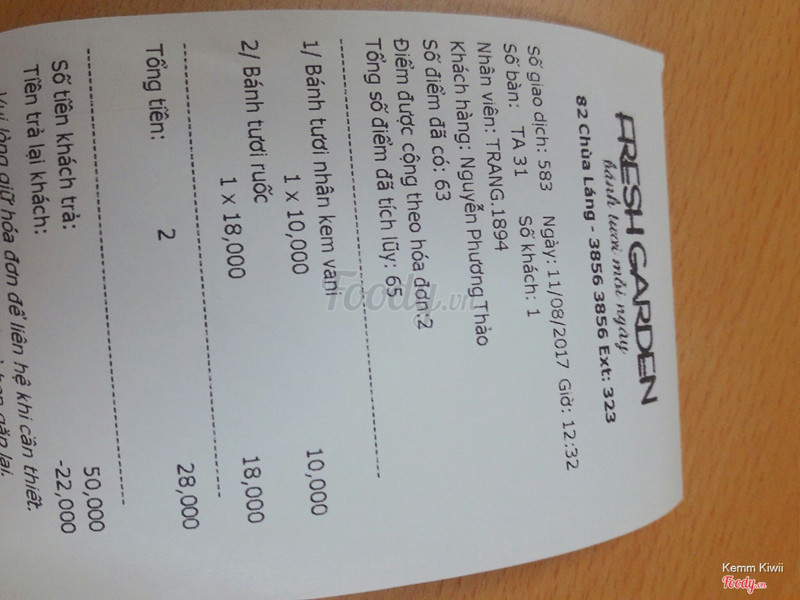 FRESH GARDEN
bánh tươi mỗi ngày
82 Chùa Láng - 3856 3856 Ext: 323
Số giao dịch: 583 Ngày: 11/08/2017 Giờ: 12:32
Số bàn: TA 31 Số khách: 1
Nhân viên: TRANG.1894
Khách hàng: Nguyễn Phương Thảo
Số điểm đã có: 63
Điểm được cộng theo hóa đơn:2
Tổng số điểm đã tích lũy: 65
1/ Bánh tươi nhân kem vani
1 x 10,000 10,000
2/ Bánh tươi ruốc
1 x 18,000 18,000
Tổng tiền: 2 28,000
Số tiền khách trả: 50,000
Tiền trả lại khách: -22,000
Vui lòng giữ hóa đơn để liên hệ khi cần thiết.
gặp lại.
Foody.vn
Kemm Kiwii
Foody.vn